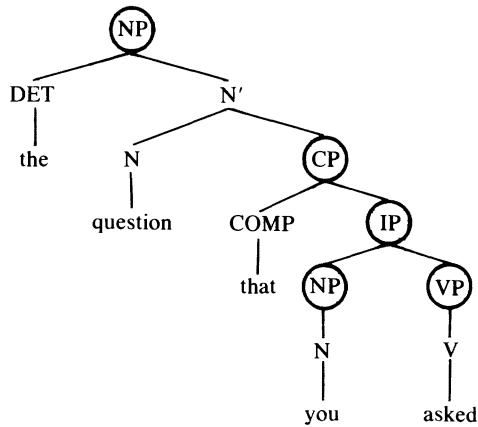 NP
DET N′
the N CP
question COMP IP
that NP VP
N V
you asked